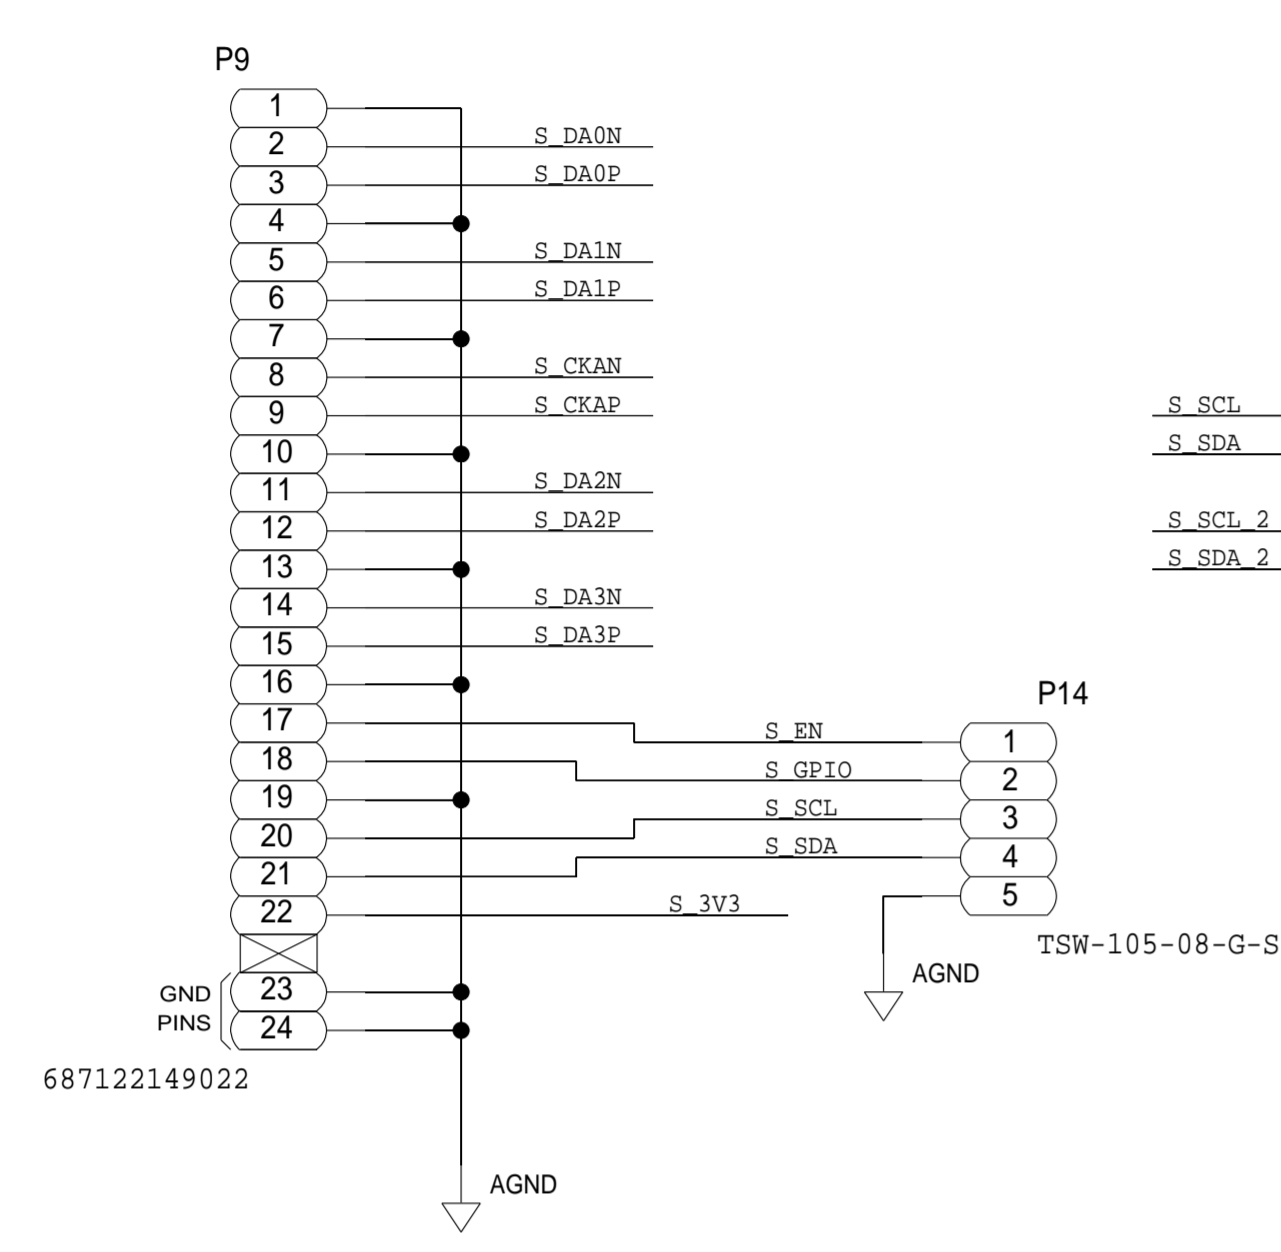 P9
1
2 S_DA0N
3 S_DA0P
4
5 S_DA1N
6 S_DA1P
7
8 S_CKAN
9 S_CKAP
S_SCL
10
S_SDA
11 S_DA2N
12 S_DA2P
S_SCL_2
13
S_SDA_2
14 S_DA3N
15 S_DA3P
16
P14
17
S_EN 1
18
S_GPIO 2
19
S_SCL 3
20
S_SDA 4
21
5
22 S_3V3
TSW-105-08-G-S
AGND
GND
PINS
23
24
687122149022
AGND